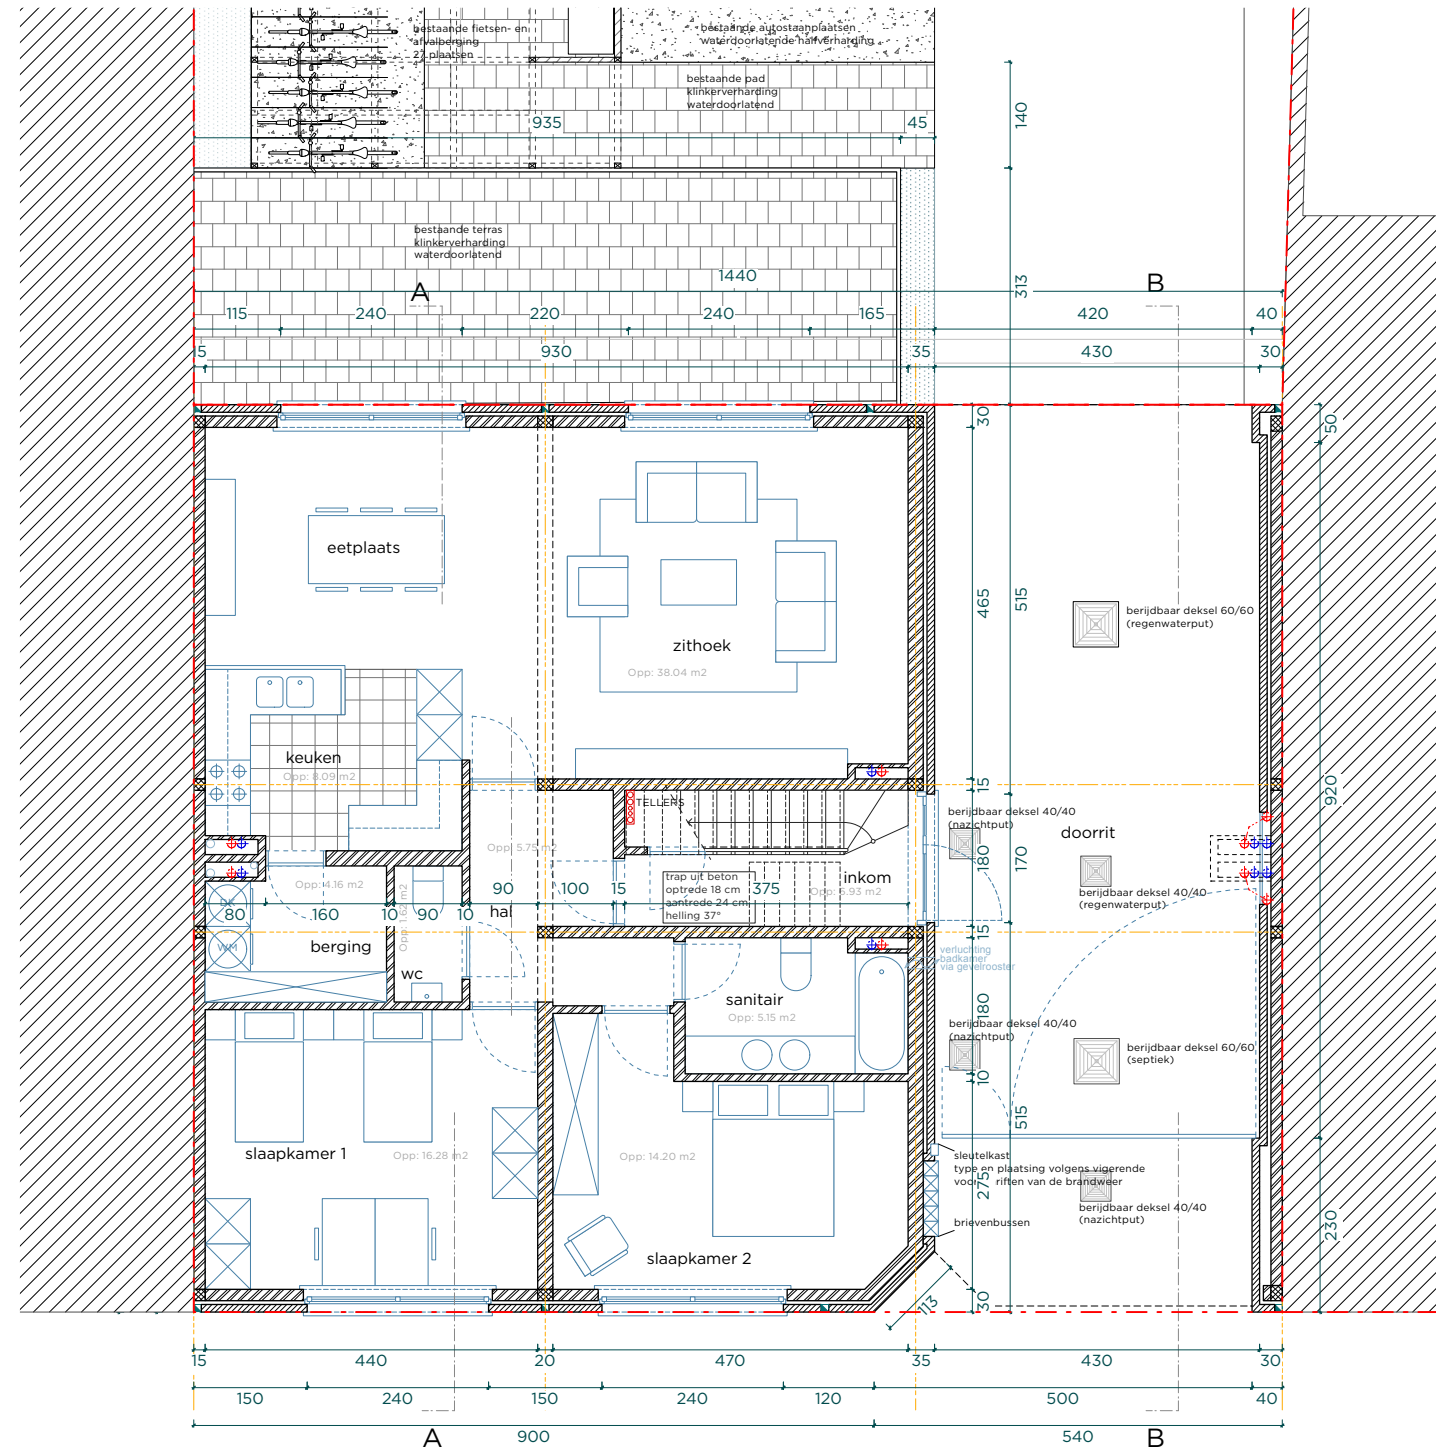 bestaande fietsen- en
afvalberging
27 plaatsen
bestaande autostaanplaatsen
waterdoorlatende halfverharding
bestaande pad
klinkerverharding
waterdoorlatend
935
45
140
bestaande terras
klinkerverharding
waterdoorlatend
1440
313
A
B
115
240
220
240
165
420
40
15
930
35
430
30
30
50
eetplaats
465
515
berijdbaar deksel 60/60
(regenwaterput)
zithoek
Opp: 38.04 m2
keuken
Opp: 8.09 m2
15
920
TELLERS
berijdbaar deksel 40/40
(nazichtput)
doorrit
Opp: 5.75 m2
180
170
trap uit beton
optrede 18 cm
aantrede 24 cm
helling 37°
inkom
Opp: 6.93 m2
berijdbaar deksel 40/40
(regenwaterput)
Opp: 4.16 m2
Opp: 1.62 m2
DK
80
160
10
90
10
90
100
15
375
hal
WM
berging
wc
15
verluchting
badkamer
via gevelrooster
sanitair
Opp: 5.15 m2
180
berijdbaar deksel 40/40
(nazichtput)
berijdbaar deksel 60/60
(septiek)
10
515
slaapkamer 1
Opp: 16.28 m2
Opp: 14.20 m2
sleutelkast
type en plaatsing volgens vigerende
voorschriften van de brandweer
275
berijdbaar deksel 40/40
(nazichtput)
brievenbussen
230
slaapkamer 2
30
113
15
440
20
470
35
430
30
150
240
150
240
120
500
40
A
900
540
B